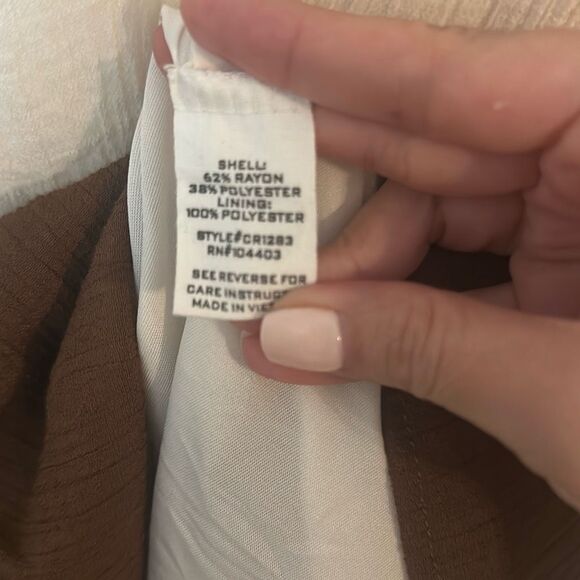 SHELL:
62% RAYON
38% POLYESTER
LINING:
100% POLYESTER
STYLE#CR1283
RN#104403
SEE REVERSE FOR
CARE
MADE IN